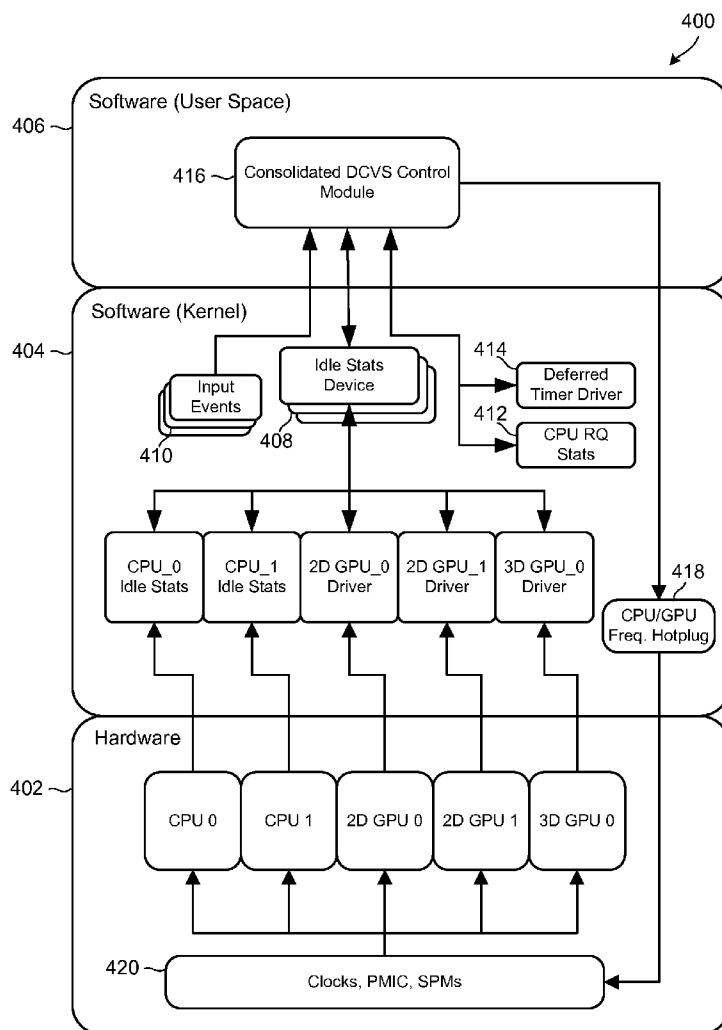 400
Software (User Space)
406
416
Consolidated DCVS Control
Module
Software (Kernel)
404
Idle Stats
Device
414
Deferred
Timer Driver
Input
Events
408
412
CPU RQ
Stats
410
CPU_0
Idle Stats
CPU_1
Idle Stats
2D GPU_0
Driver
2D GPU_1
Driver
3D GPU_0
Driver
418
CPU/GPU
Freq. Hotplug
Hardware
402
CPU 0
CPU 1
2D GPU 0
2D GPU 1
3D GPU 0
420
Clocks, PMIC, SPMs